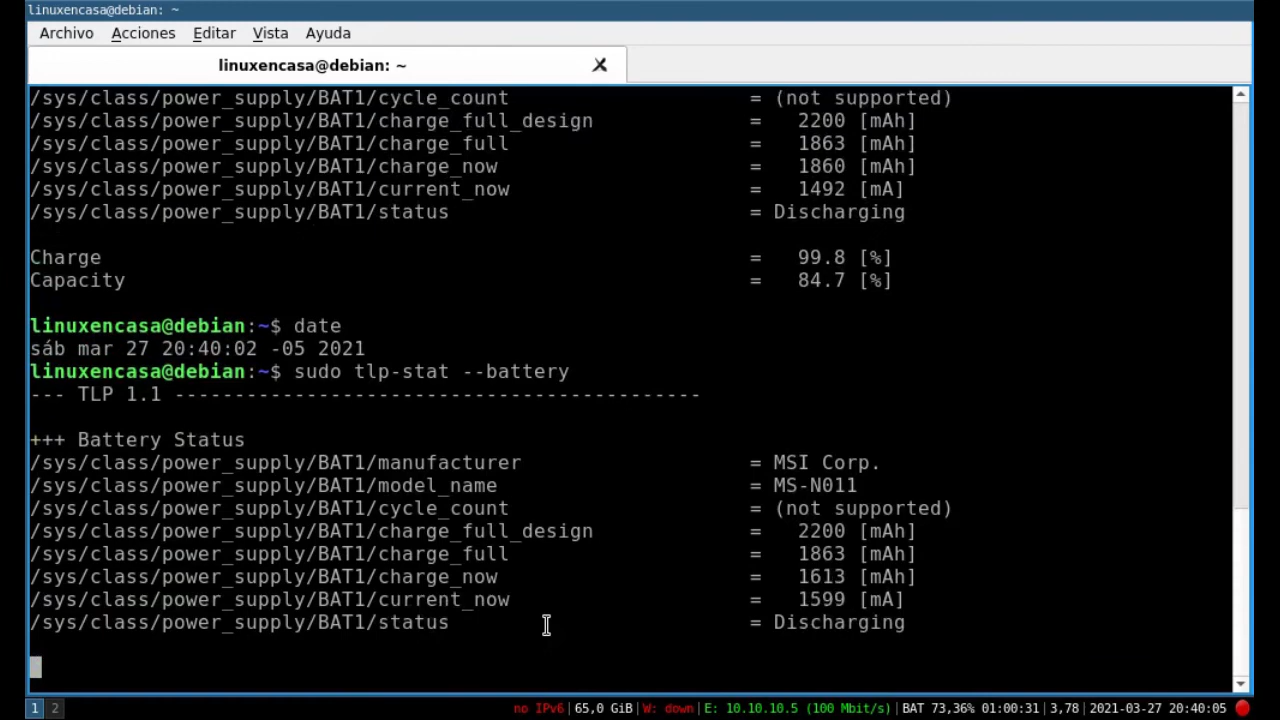 linuxencasa@debian: ~
Archivo Acciones Editar Vista Ayuda
linuxencasa@debian: ~
/sys/class/power_supply/BAT1/cycle_count = (not supported)
/sys/class/power_supply/BAT1/charge_full_design = 2200 [mAh]
/sys/class/power_supply/BAT1/charge_full = 1863 [mAh]
/sys/class/power_supply/BAT1/charge_now = 1860 [mAh]
/sys/class/power_supply/BAT1/current_now = 1492 [mA]
/sys/class/power_supply/BAT1/status = Discharging
Charge = 99.8 [%]
Capacity = 84.7 [%]
linuxencasa@debian:~$ date
sáb mar 27 20:40:02 -05 2021
linuxencasa@debian:~$ sudo tlp-stat --battery
--- TLP 1.1 --------------------------------------------
+++ Battery Status
/sys/class/power_supply/BAT1/manufacturer = MSI Corp.
/sys/class/power_supply/BAT1/model_name = MS-N011
/sys/class/power_supply/BAT1/cycle_count = (not supported)
/sys/class/power_supply/BAT1/charge_full_design = 2200 [mAh]
/sys/class/power_supply/BAT1/charge_full = 1863 [mAh]
/sys/class/power_supply/BAT1/charge_now = 1613 [mAh]
/sys/class/power_supply/BAT1/current_now = 1599 [mA]
/sys/class/power_supply/BAT1/status = Discharging
1 2 no IPv6|65,0 GiB|W: down|E: 10.10.10.5 (100 Mbit/s)|BAT 73,36% 01:00:31|3,78|2021-03-27 20:40:05